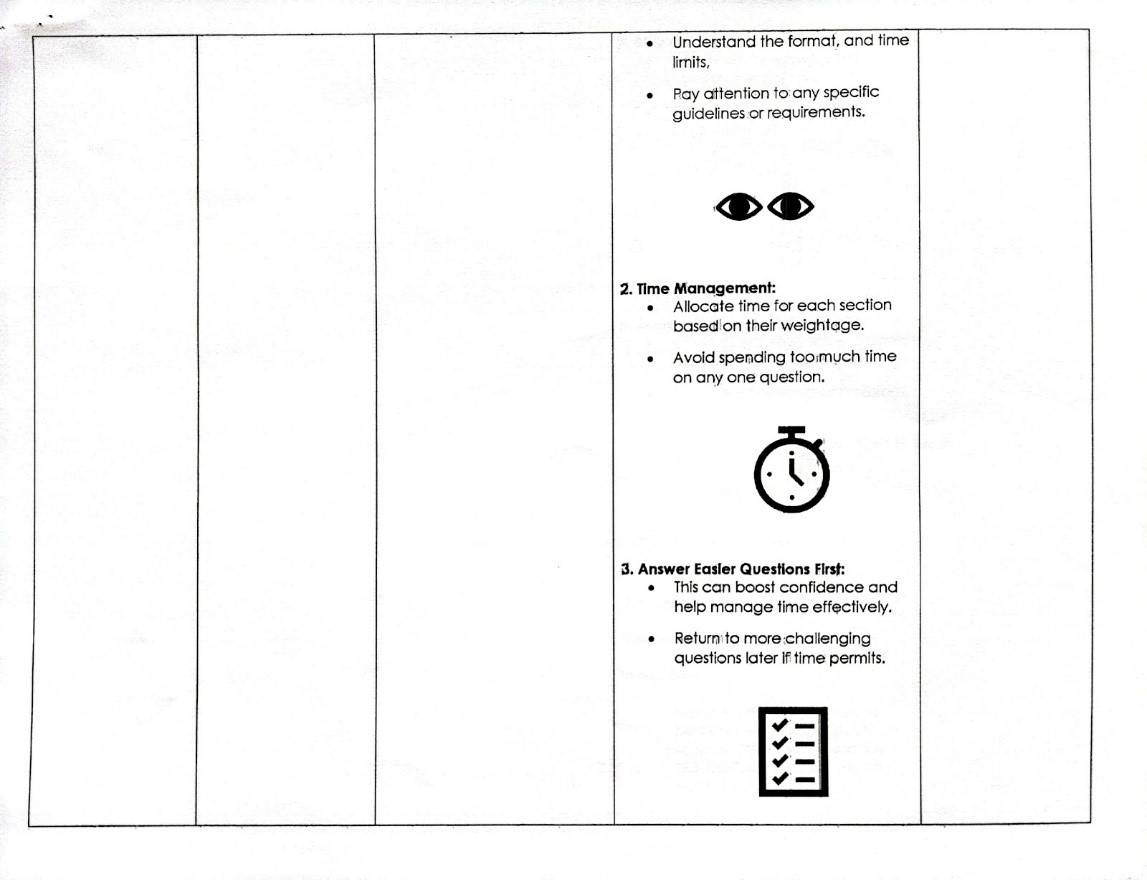 • Understand the format, and time
limits,
• Pay attention to any specific
guidelines or requirements.
2. Time Management:
• Allocate time for each section
based on their weightage.
• Avoid spending too much time
on any one question.
3. Answer Easier Questions First:
• This can boost confidence and
help manage time effectively.
• Return to more challenging
questions later if time permits.